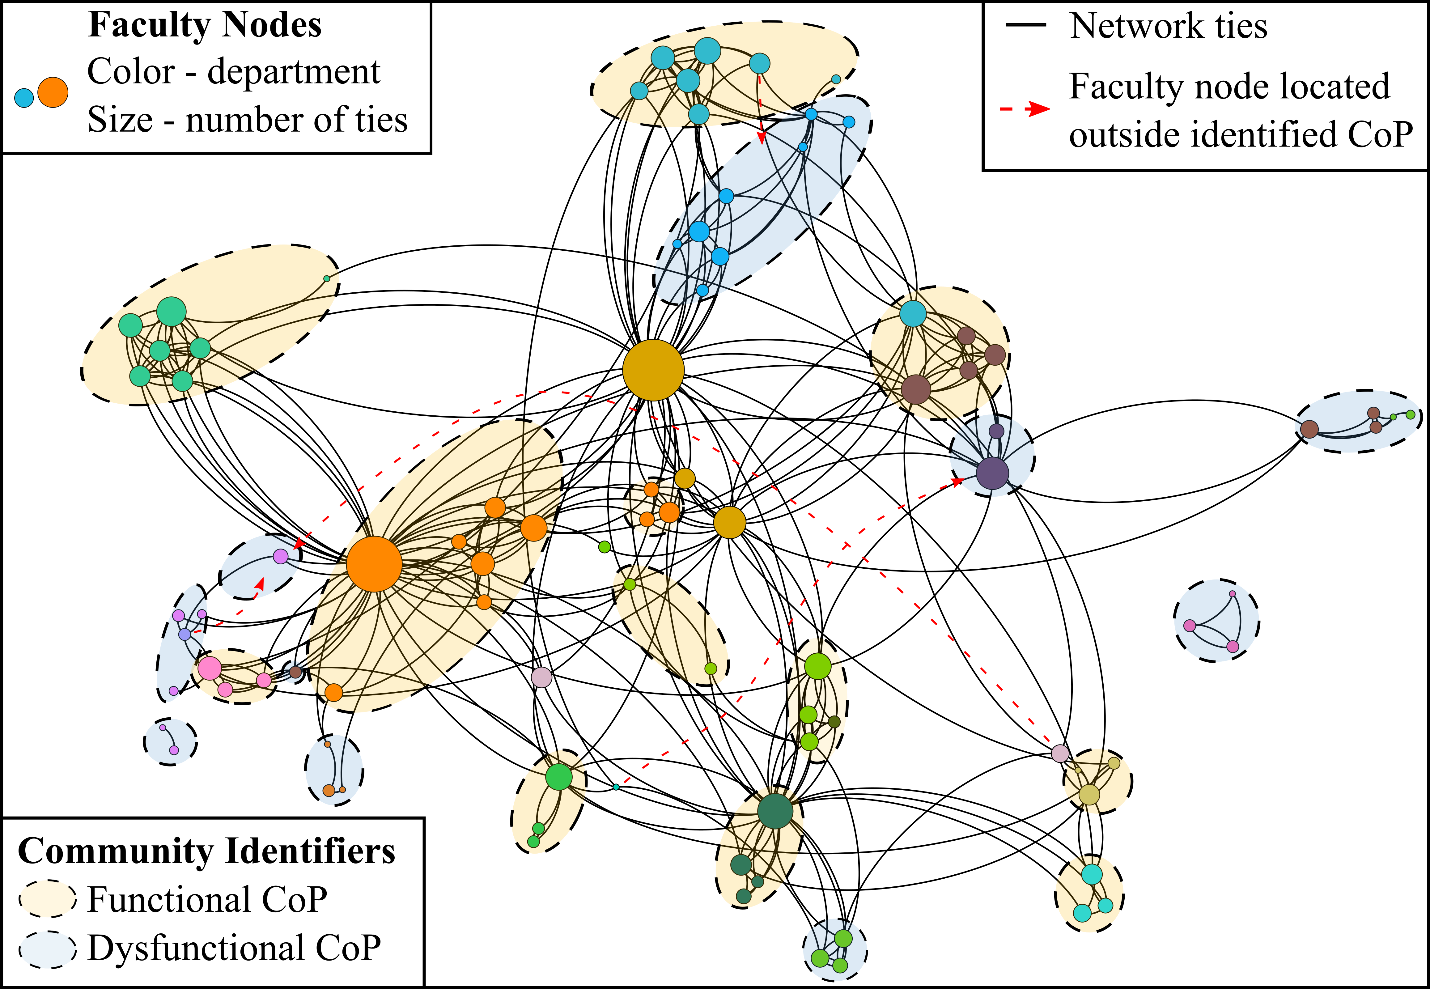 Faculty Nodes
Color - department
Size - number of ties
Network ties
Faculty node located
outside identified CoP
Community Identifiers
Functional CoP
Dysfunctional CoP